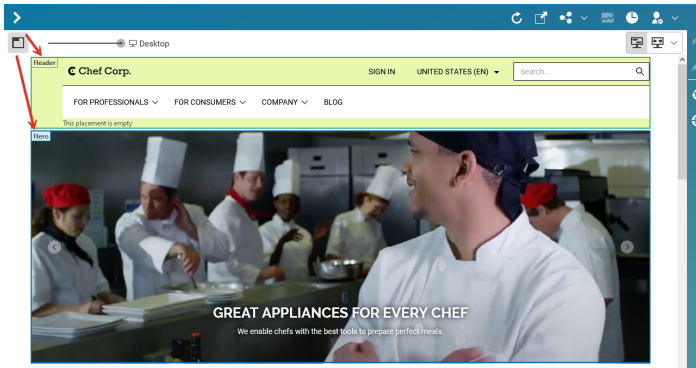 Desktop
Header
Chef Corp.
SIGN IN
UNITED STATES (EN)
Search...
FOR PROFESSIONALS
FOR CONSUMERS
COMPANY
BLOG
This placement is empty
Hero
GREAT APPLIANCES FOR EVERY CHEF
We enable chefs with the best tools to prepare perfect meals.